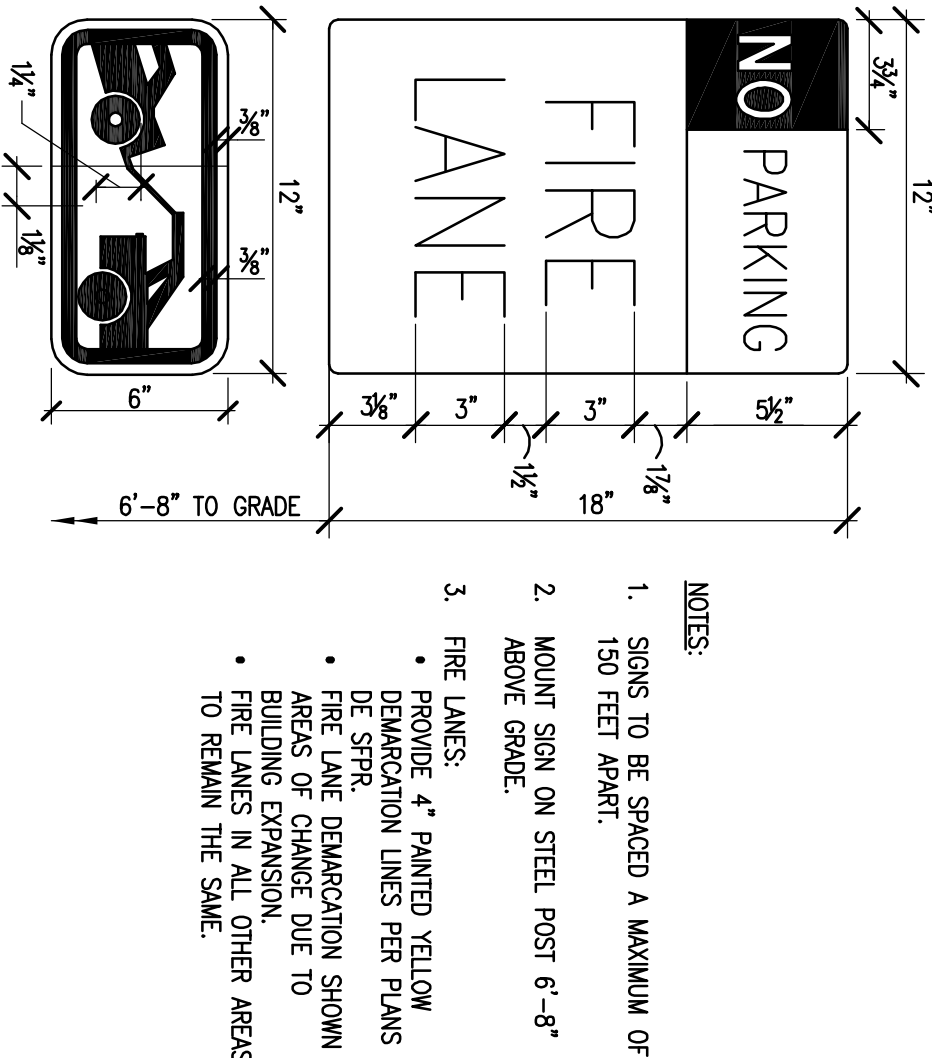 12"
3¾"
NO PARKING
FIRE
LANE
5½"
1⅞"
3"
1½"
3"
3⅛"
18"
6'-8" TO GRADE
12"
⅜"
⅜"
1¼"
1⅛"
6"
NOTES:
1. SIGNS TO BE SPACED A MAXIMUM OF
150 FEET APART.
2. MOUNT SIGN ON STEEL POST 6'-8"
ABOVE GRADE.
3. FIRE LANES:
• PROVIDE 4" PAINTED YELLOW
DEMARCATION LINES PER PLANS
DE SFPR.
• FIRE LANE DEMARCATION SHOWN
AREAS OF CHANGE DUE TO
BUILDING EXPANSION.
• FIRE LANES IN ALL OTHER AREAS
TO REMAIN THE SAME.